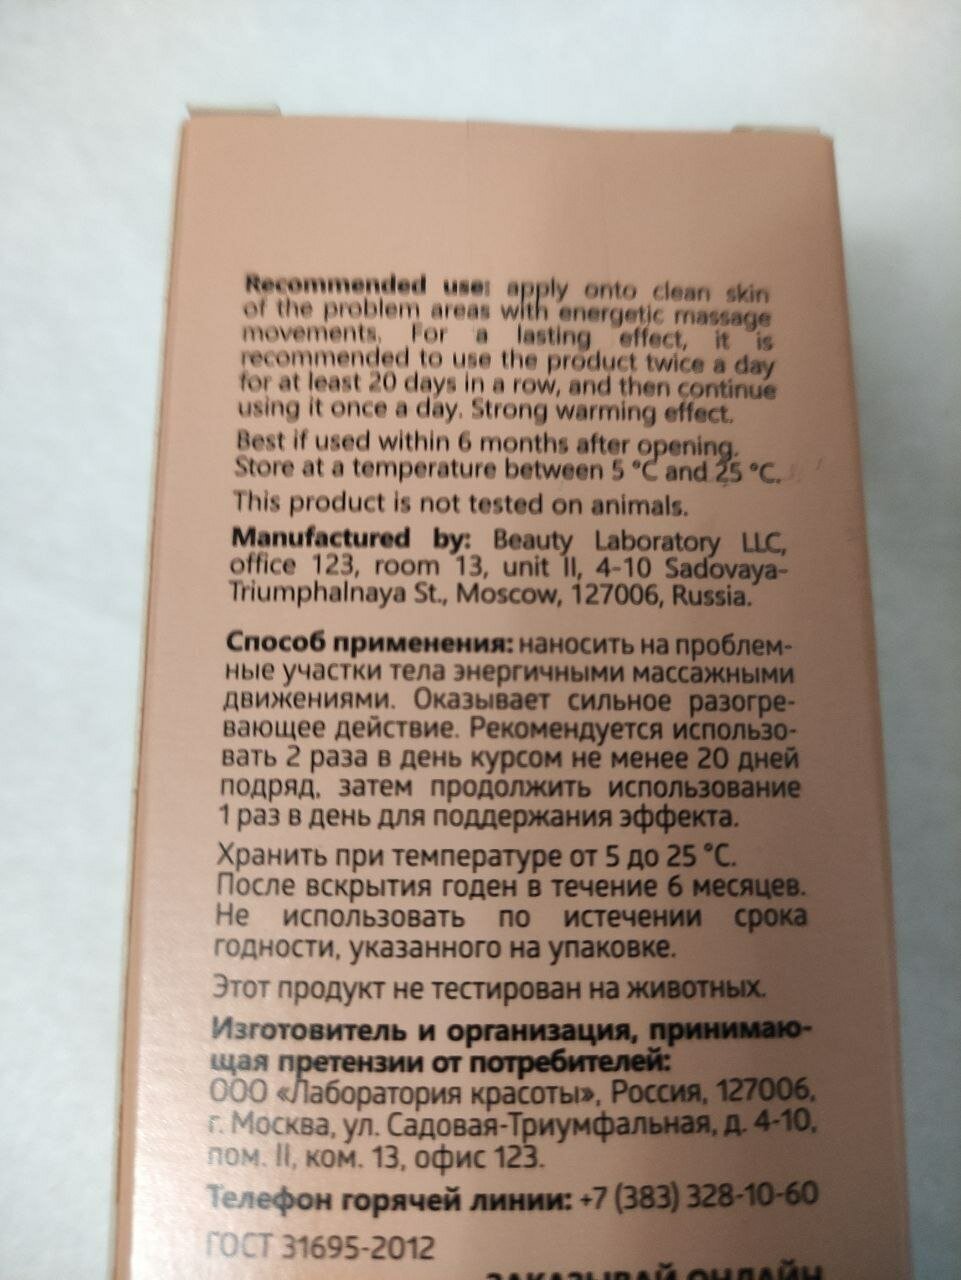 Recommended use: apply onto clean skin
of the problem areas with energetic massage
movements. For a lasting effect, it is
recommended to use the product twice a day
for at least 20 days in a row, and then continue
using it once a day. Strong warming effect.
Best if used within 6 months after opening.
Store at a temperature between 5 °C and 25 °C.
This product is not tested on animals.
Manufactured by: Beauty Laboratory LLC,
office 123, room 13, unit II, 4-10 Sadovaya-
Triumphalnaya St., Moscow, 127006, Russia.
Способ применения: наносить на проблем-
ные участки тела энергичными массажными
движениями. Оказывает сильное разогре-
вающее действие. Рекомендуется использо-
вать 2 раза в день курсом не менее 20 дней
подряд, затем продолжить использование
1 раз в день для поддержания эффекта.
Хранить при температуре от 5 до 25 °C.
После вскрытия годен в течение 6 месяцев.
Не использовать по истечении срока
годности, указанного на упаковке.
Этот продукт не тестирован на животных.
Изготовитель и организация, принимаю-
щая претензии от потребителей:
ООО «Лаборатория красоты», Россия, 127006,
г. Москва, ул. Садовая-Триумфальная, д. 4-10,
пом. II, ком. 13, офис 123.
Телефон горячей линии: +7 (383) 328-10-60
ГОСТ 31695-2012
ЗАКАЗЫВАЙ ОНЛАЙН